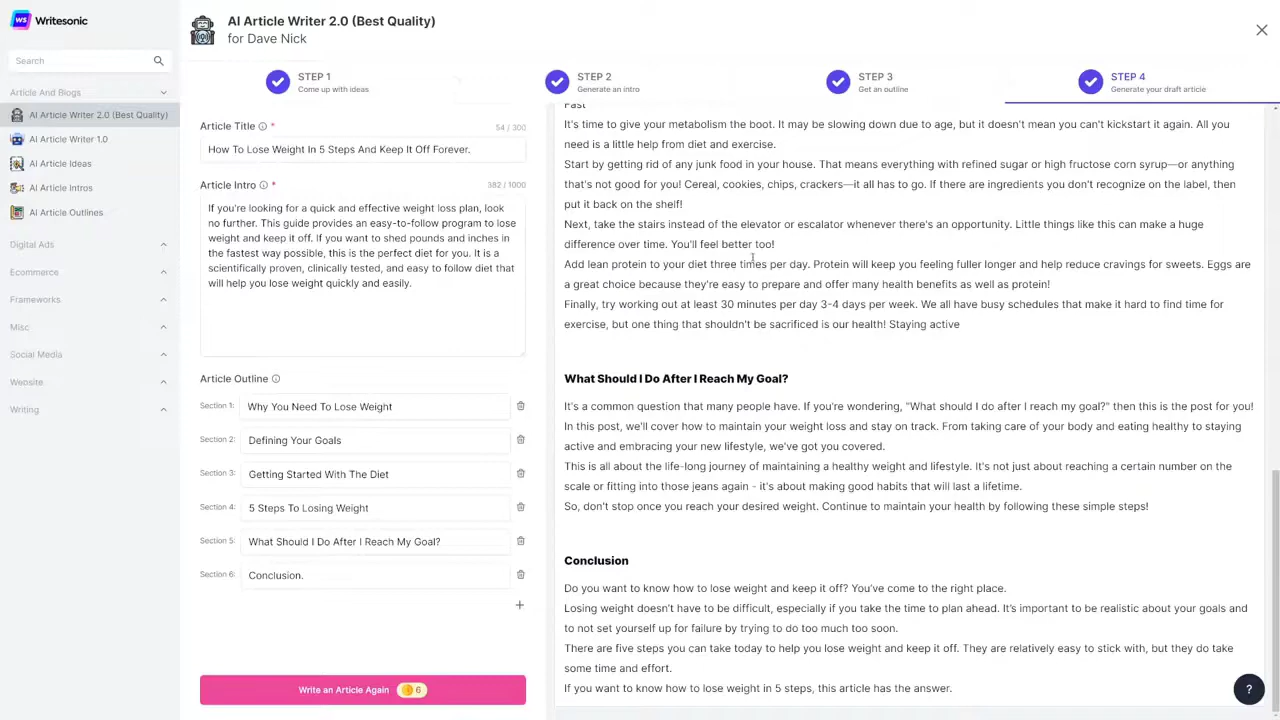 Writesonic
Search
Article And Blogs
AI Article Writer 2.0 (Best Quality)
AI Article Writer 1.0
AI Article Ideas
AI Article Intros
AI Article Outlines
Digital Ads
Ecommerce
Frameworks
Misc
Social Media
Website
Writing
AI Article Writer 2.0 (Best Quality)
for Dave Nick
STEP 1
Come up with ideas
STEP 2
Generate an intro
STEP 3
Get an outline
STEP 4
Generate your draft article
Article Title *
54 / 300
How To Lose Weight In 5 Steps And Keep It Off Forever.
Article Intro *
382 / 1000
If you're looking for a quick and effective weight loss plan, look
no further. This guide provides an easy-to-follow program to lose
weight and keep it off. If you want to shed pounds and inches in
the fastest way possible, this is the perfect diet for you. It is a
scientifically proven, clinically tested, and easy to follow diet that
will help you lose weight quickly and easily.
Article Outline
Section 1: Why You Need To Lose Weight
Section 2: Defining Your Goals
Section 3: Getting Started With The Diet
Section 4: 5 Steps To Losing Weight
Section 5: What Should I Do After I Reach My Goal?
Section 6: Conclusion.
+
Write an Article Again 6
Fast
It's time to give your metabolism the boot. It may be slowing down due to age, but it doesn't mean you can't kickstart it again. All you
need is a little help from diet and exercise.
Start by getting rid of any junk food in your house. That means everything with refined sugar or high fructose corn syrup—or anything
that's not good for you! Cereal, cookies, chips, crackers—it all has to go. If there are ingredients you don't recognize on the label, then
put it back on the shelf!
Next, take the stairs instead of the elevator or escalator whenever there's an opportunity. Little things like this can make a huge
difference over time. You'll feel better too!
Add lean protein to your diet three times per day. Protein will keep you feeling fuller longer and help reduce cravings for sweets. Eggs are
a great choice because they're easy to prepare and offer many health benefits as well as protein!
Finally, try working out at least 30 minutes per day 3-4 days per week. We all have busy schedules that make it hard to find time for
exercise, but one thing that shouldn't be sacrificed is our health! Staying active
What Should I Do After I Reach My Goal?
It's a common question that many people have. If you're wondering, "What should I do after I reach my goal?" then this is the post for you!
In this post, we'll cover how to maintain your weight loss and stay on track. From taking care of your body and eating healthy to staying
active and embracing your new lifestyle, we've got you covered.
This is all about the life-long journey of maintaining a healthy weight and lifestyle. It's not just about reaching a certain number on the
scale or fitting into those jeans again - it's about making good habits that will last a lifetime.
So, don't stop once you reach your desired weight. Continue to maintain your health by following these simple steps!
Conclusion
Do you want to know how to lose weight and keep it off? You've come to the right place.
Losing weight doesn't have to be difficult, especially if you take the time to plan ahead. It's important to be realistic about your goals and
to not set yourself up for failure by trying to do too much too soon.
There are five steps you can take today to help you lose weight and keep it off. They are relatively easy to stick with, but they do take
some time and effort.
If you want to know how to lose weight in 5 steps, this article has the answer.
?